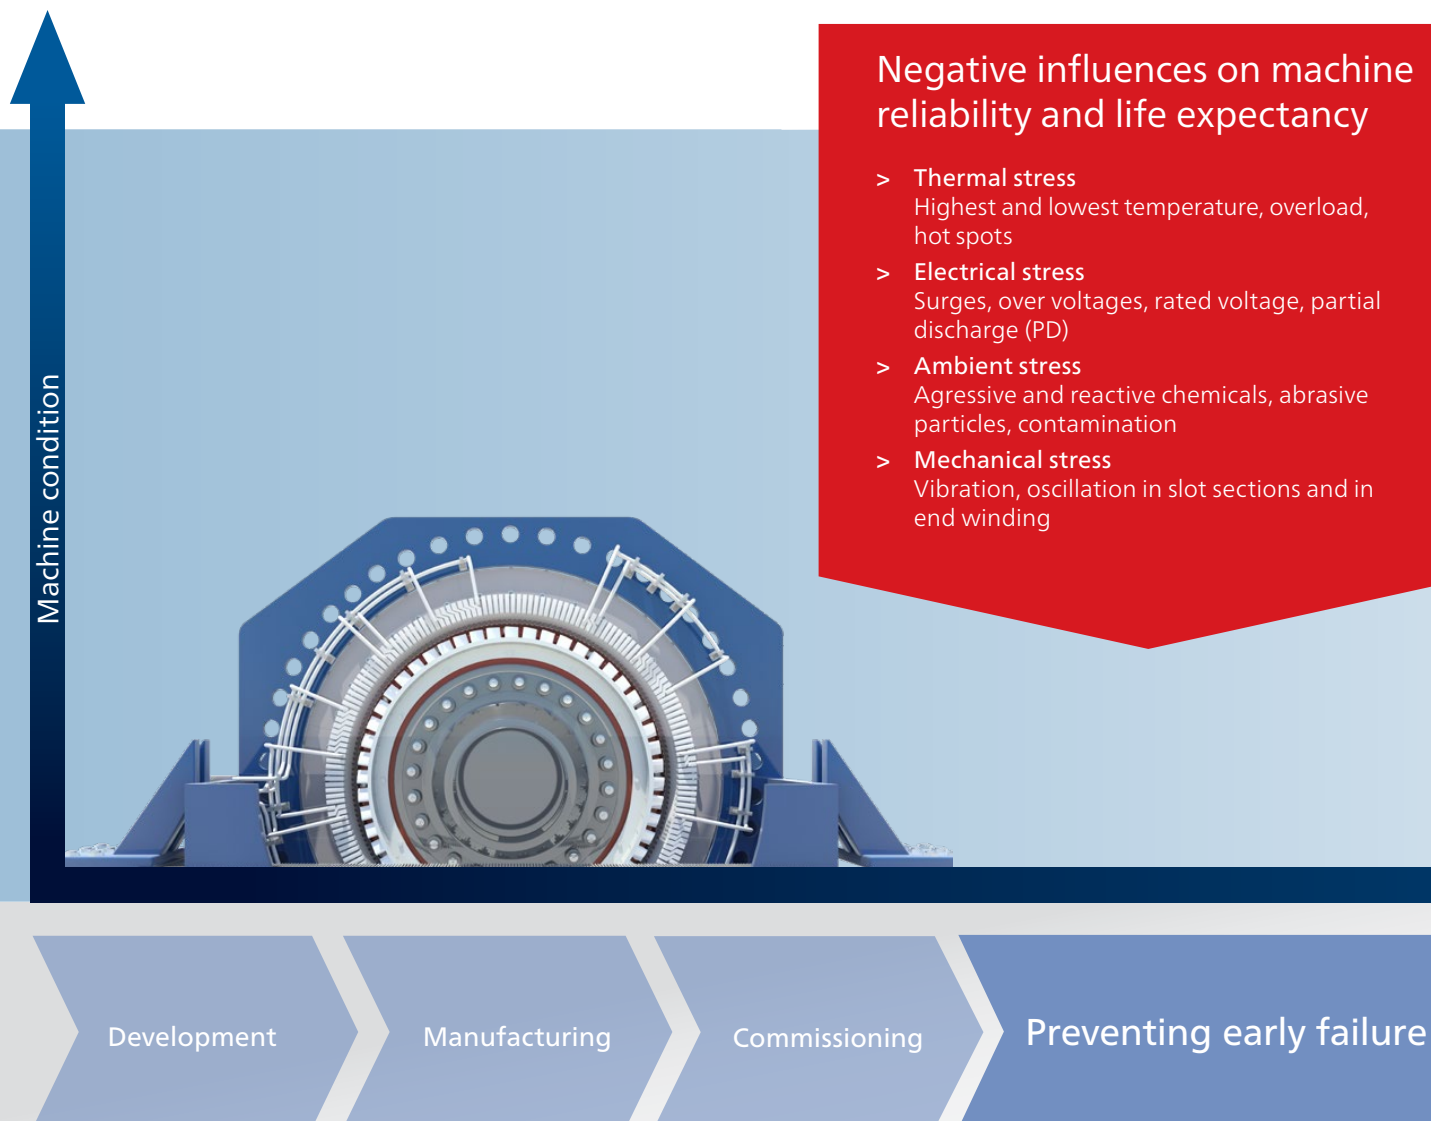 Negative influences on machine
reliability and life expectancy
> Thermal stress
Highest and lowest temperature, overload,
hot spots
> Electrical stress
Surges, over voltages, rated voltage, partial
discharge (PD)
> Ambient stress
Agressive and reactive chemicals, abrasive
particles, contamination
> Mechanical stress
Vibration, oscillation in slot sections and in
end winding
Machine condition
Development
Manufacturing
Commissioning
Preventing early failure